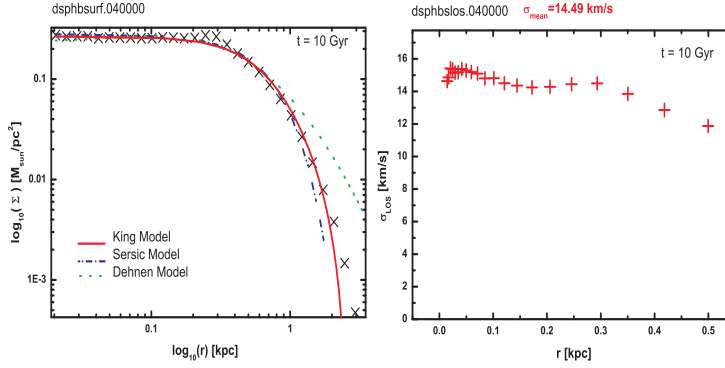 dsphbsurf.040000
t = 10 Gyr
0.1
0.01
1E-3
log10(Σ) [Msun/pc2]
King Model
Sersic Model
Dehnen Model
0.1
1
log10(r) [kpc]
dsphbslos.040000 σmean=14.49 km/s
t = 10 Gyr
16
14
12
10
8
6
4
2
0
σLOS [km/s]
0.0 0.1 0.2 0.3 0.4 0.5
r [kpc]